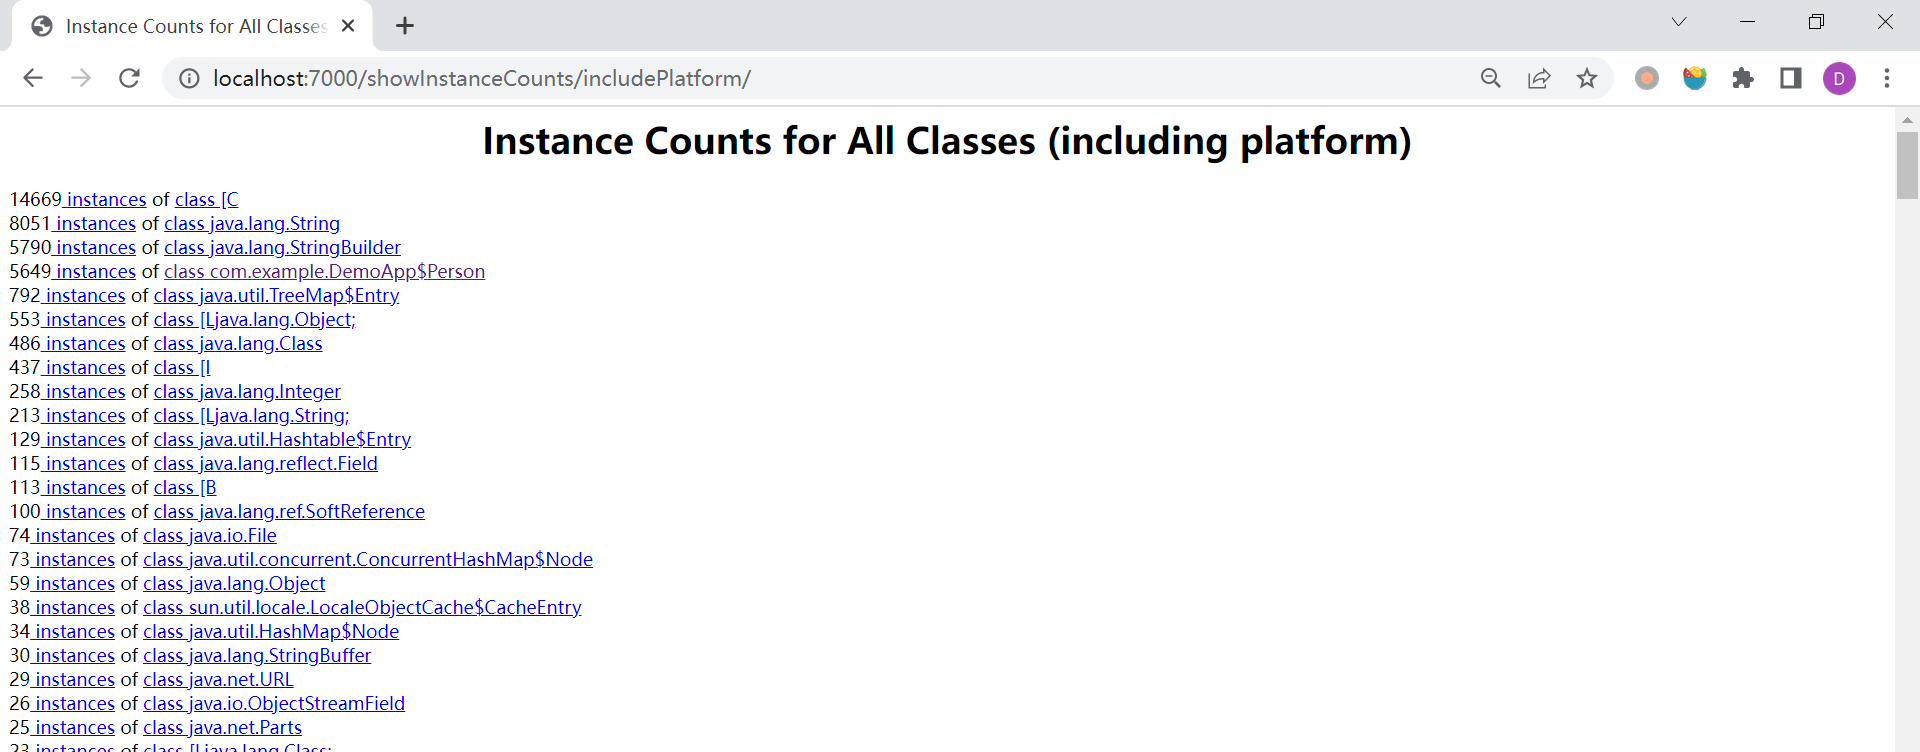 Instance Counts for All Classes
localhost:7000/showInstanceCounts/includePlatform/
D
Instance Counts for All Classes (including platform)
14669 instances of class [C
8051 instances of class java.lang.String
5790 instances of class java.lang.StringBuilder
5649 instances of class com.example.DemoApp$Person
792 instances of class java.util.TreeMap$Entry
553 instances of class [Ljava.lang.Object;
486 instances of class java.lang.Class
437 instances of class [I
258 instances of class java.lang.Integer
213 instances of class [Ljava.lang.String;
129 instances of class java.util.Hashtable$Entry
115 instances of class java.lang.reflect.Field
113 instances of class [B
100 instances of class java.lang.ref.SoftReference
74 instances of class java.io.File
73 instances of class java.util.concurrent.ConcurrentHashMap$Node
59 instances of class java.lang.Object
38 instances of class sun.util.locale.LocaleObjectCache$CacheEntry
34 instances of class java.util.HashMap$Node
30 instances of class java.lang.StringBuffer
29 instances of class java.net.URL
26 instances of class java.io.ObjectStreamField
25 instances of class java.net.Parts
23 instances of class [Ljava.lang.Class;